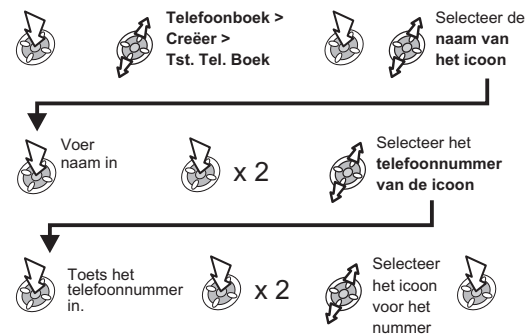 Telefoonboek >
Creëer >
Tst. Tel. Boek
Selecteer de
naam van
het icoon
Voer
naam in
x 2
Selecteer het
telefoonnummer
van de icoon
Toets het
telefoonnummer
in.
x 2
Selecteer
het icoon
voor het
nummer